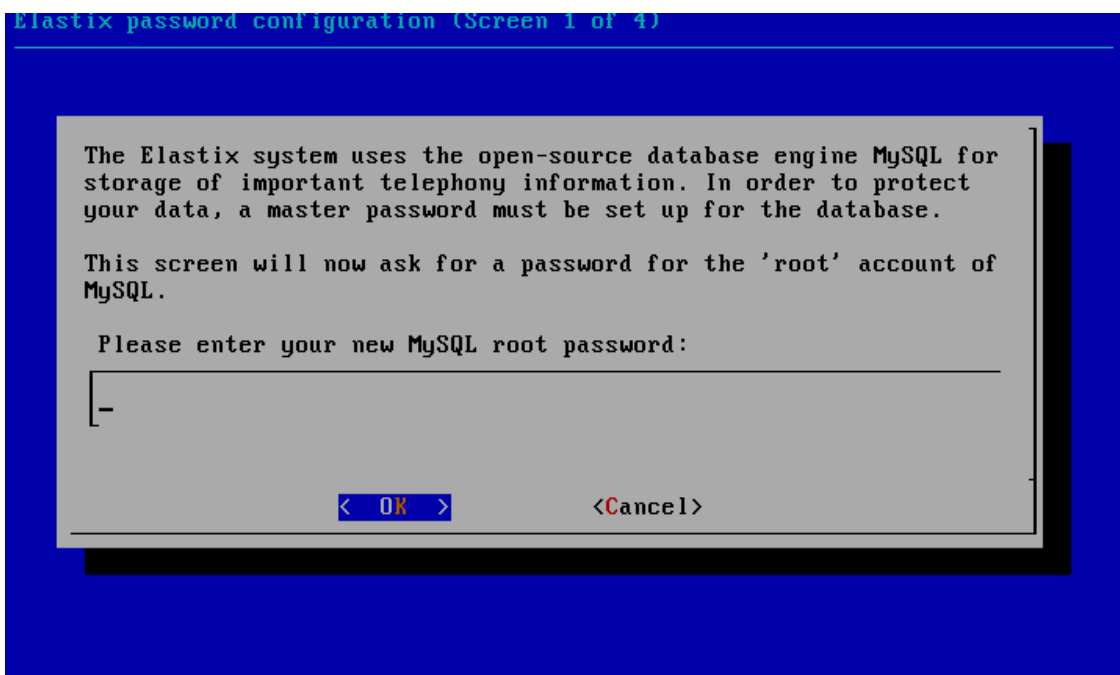 Elastix password configuration (Screen 1 of 4)
The Elastix system uses the open-source database engine MySQL for
storage of important telephony information. In order to protect
your data, a master password must be set up for the database.
This screen will now ask for a password for the 'root' account of
MySQL.
Please enter your new MySQL root password:
< OK > <Cancel>